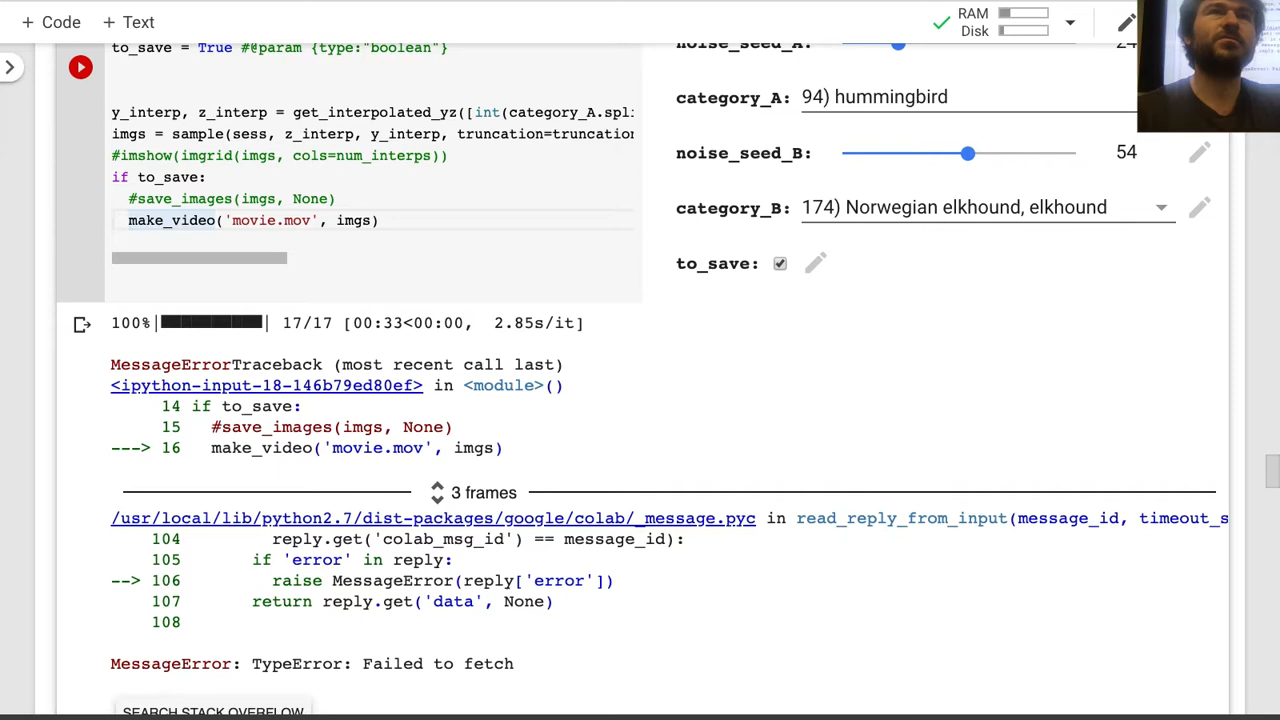 + Code + Text
RAM
Disk
to_save = True #@param {type:"boolean"}
y_interp, z_interp = get_interpolated_yz([int(category_A.spli
imgs = sample(sess, z_interp, y_interp, truncation=truncation
#imshow(imgrid(imgs, cols=num_interps))
if to_save:
#save_images(imgs, None)
make_video('movie.mov', imgs)
noise_seed_A: 24
category_A: 94) hummingbird
noise_seed_B: 54
category_B: 174) Norwegian elkhound, elkhound
to_save:
100%| | 17/17 [00:33<00:00, 2.85s/it]
MessageErrorTraceback (most recent call last)
<ipython-input-18-146b79ed80ef> in <module>()
14 if to_save:
15 #save_images(imgs, None)
---> 16 make_video('movie.mov', imgs)
3 frames
/usr/local/lib/python2.7/dist-packages/google/colab/_message.pyc in read_reply_from_input(message_id, timeout_s
104 reply.get('colab_msg_id') == message_id):
105 if 'error' in reply:
--> 106 raise MessageError(reply['error'])
107 return reply.get('data', None)
108
MessageError: TypeError: Failed to fetch
SEARCH STACK OVERFLOW